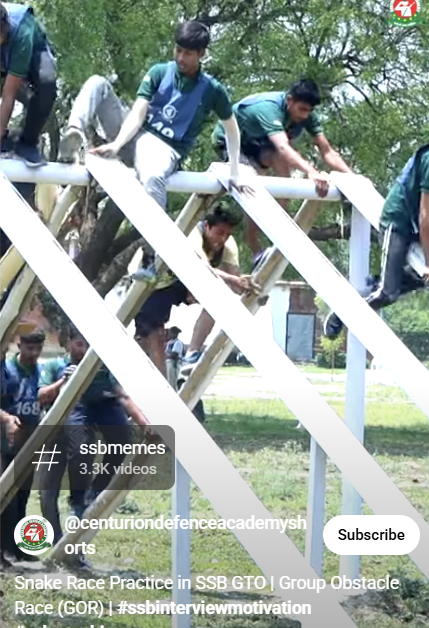 140
168
# ssbmemes
3.3K videos
@centuriondefenceacademysh
orts
Subscribe
Snake Race Practice in SSB GTO | Group Obstacle
Race (GOR) | #ssbinterviewmotivation